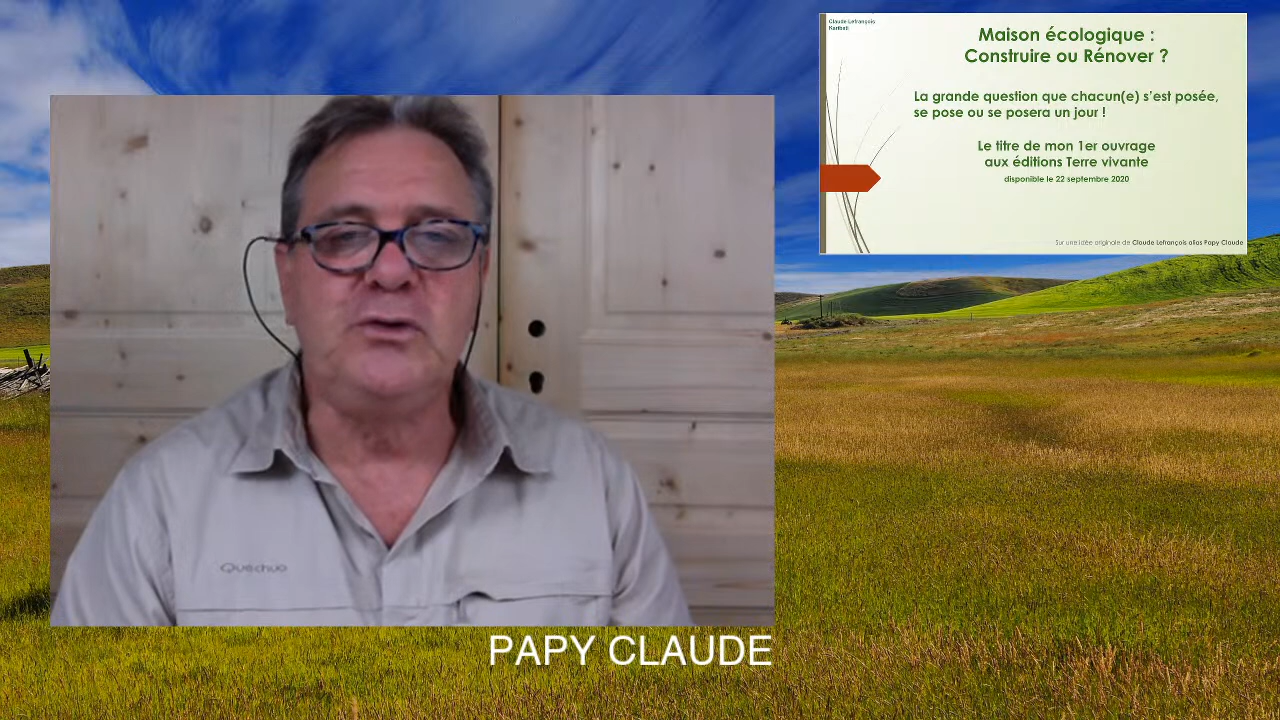 Claude Lefrançois
Karibati
Maison écologique :
Construire ou Rénover ?
La grande question que chacun(e) s'est posée,
se pose ou se posera un jour !
Le titre de mon 1er ouvrage
aux éditions Terre vivante
disponible le 22 septembre 2020
Sur une idée originale de Claude Lefrançois alias Papy Claude
Quechua
PAPY CLAUDE